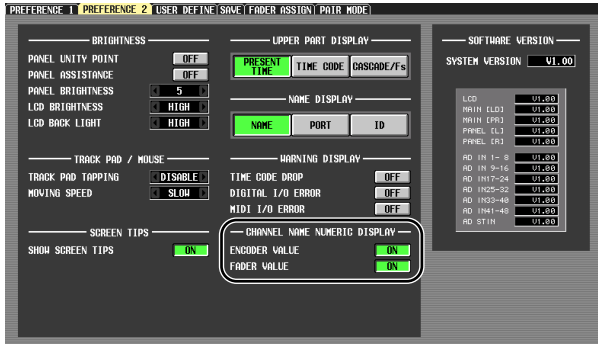 PREFERENCE 1 PREFERENCE 2 USER DEFINE SAVE FADER ASSIGN PAIR MODE
BRIGHTNESS
PANEL UNITY POINT OFF
PANEL ASSISTANCE OFF
PANEL BRIGHTNESS 5
LCD BRIGHTNESS HIGH
LCD BACK LIGHT HIGH
TRACK PAD / MOUSE
TRACK PAD TAPPING DISABLE
MOVING SPEED SLOW
SCREEN TIPS
SHOW SCREEN TIPS ON
UPPER PART DISPLAY
PRESENT TIME TIME CODE CASCADE/Fs
NAME DISPLAY
NAME PORT ID
WARNING DISPLAY
TIME CODE DROP OFF
DIGITAL I/O ERROR OFF
MIDI I/O ERROR OFF
CHANNEL NAME NUMERIC DISPLAY
ENCODER VALUE ON
FADER VALUE ON
SOFTWARE VERSION
SYSTEM VERSION V1.00
LCD V1.00
MAIN [LD] V1.00
MAIN [PR] V1.00
PANEL [L] V1.00
PANEL [R] V1.00
AD IN 1- 8 V1.00
AD IN 9-16 V1.00
AD IN17-24 V1.00
AD IN25-32 V1.00
AD IN33-40 V1.00
AD IN41-48 V1.00
AD STIN V1.00